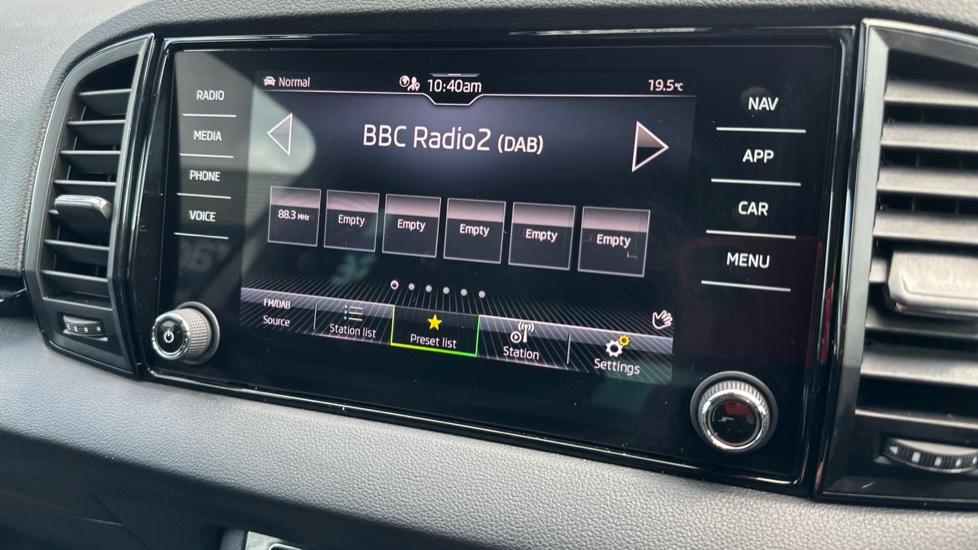 RADIO
MEDIA
PHONE
VOICE
Normal
10:40am
19.5°C
BBC Radio2 (DAB)
88.3 MHz
Empty
Empty
Empty
Empty
Empty
FM/DAB
Source
Station list
Preset list
Station
Settings
NAV
APP
CAR
MENU